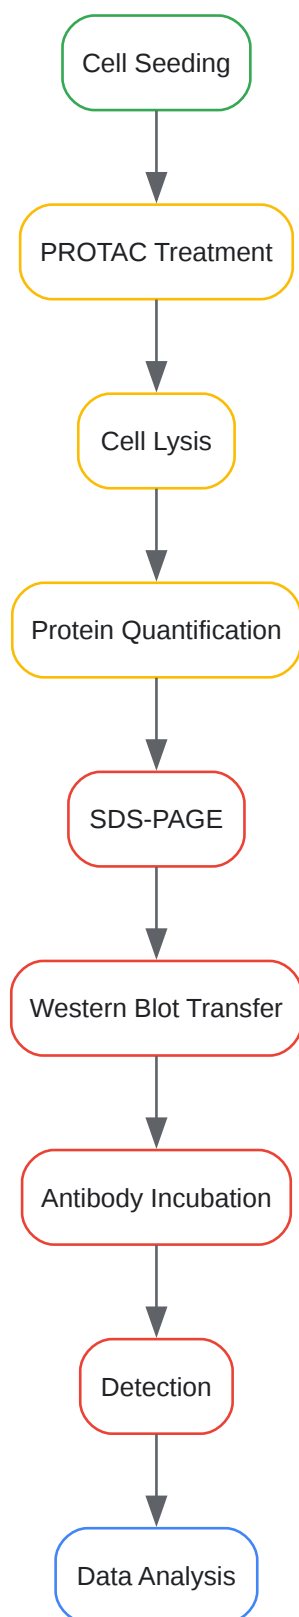 Cell Seeding
PROTAC Treatment
Cell Lysis
Protein Quantification
SDS-PAGE
Western Blot Transfer
Antibody Incubation
Detection
Data Analysis